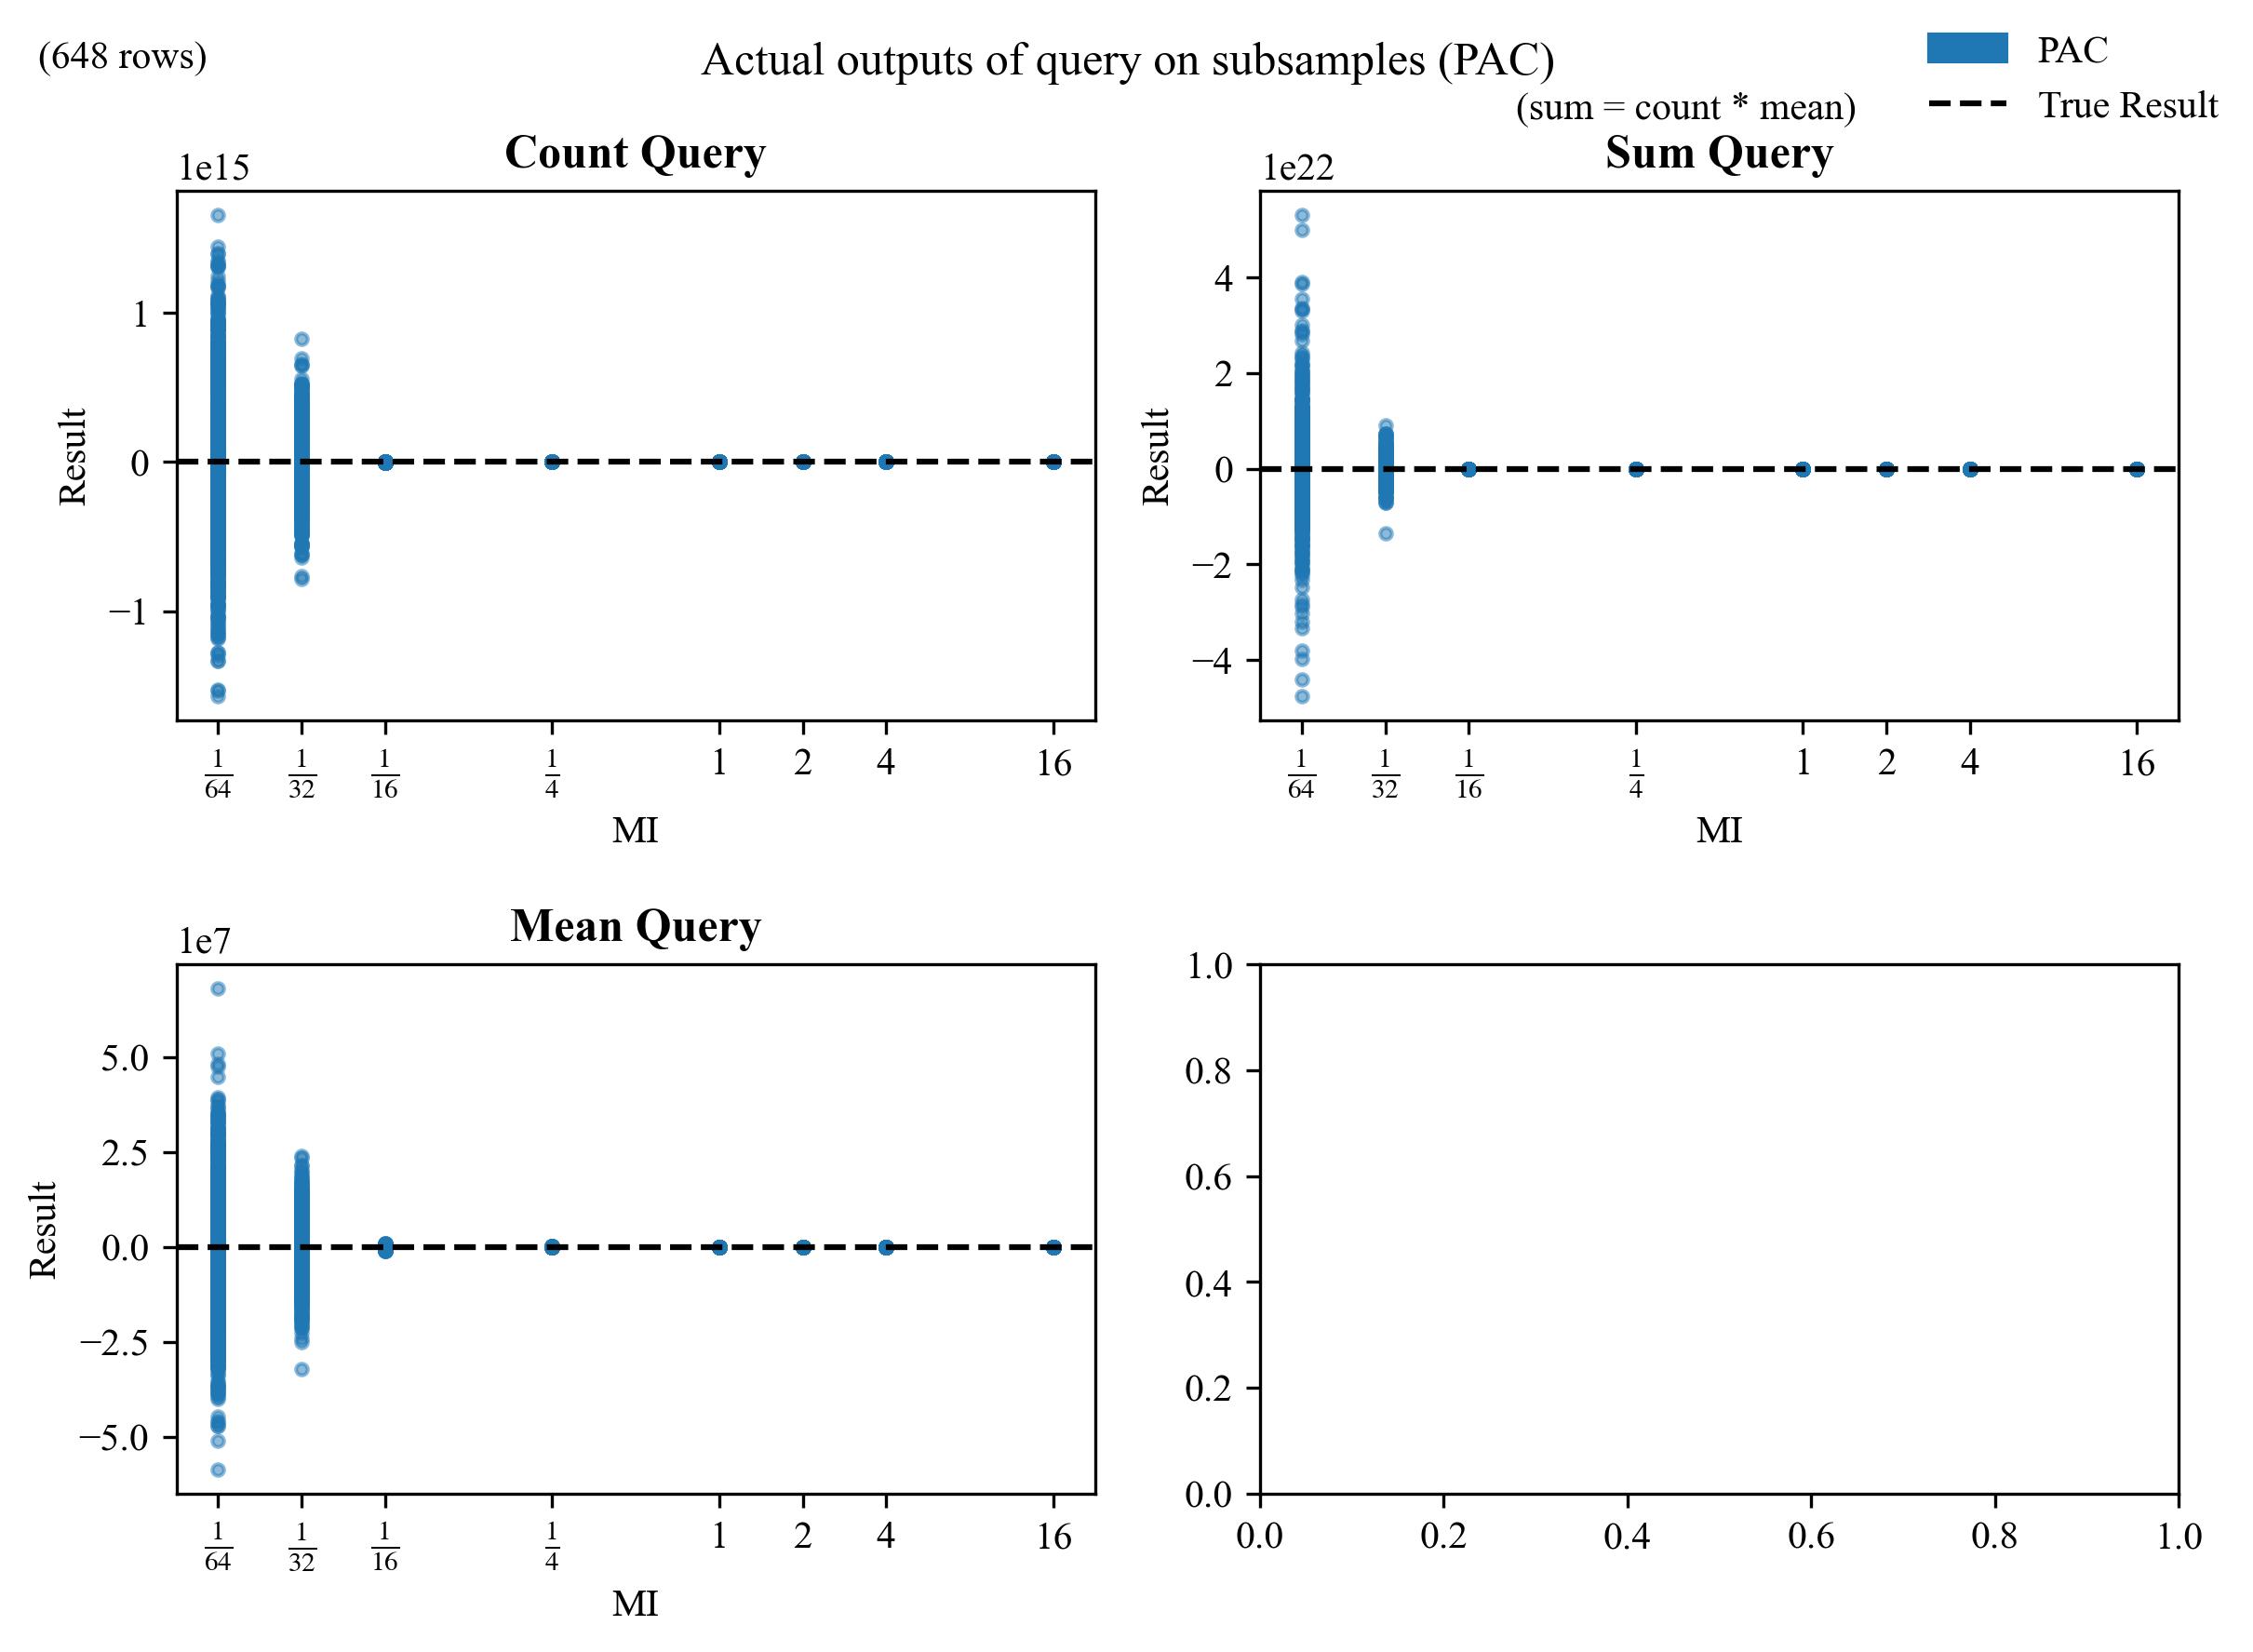 (648 rows)
Actual outputs of query on subsamples (PAC)
PAC
True Result
(sum = count * mean)
Count Query
1e15
Result
1
0
−1
1/64 1/32 1/16 1/4 1 2 4 16
MI
Sum Query
1e22
Result
4
2
0
−2
−4
1/64 1/32 1/16 1/4 1 2 4 16
MI
Mean Query
1e7
Result
5.0
2.5
0.0
−2.5
−5.0
1/64 1/32 1/16 1/4 1 2 4 16
MI
1.0
0.8
0.6
0.4
0.2
0.0
0.0 0.2 0.4 0.6 0.8 1.0